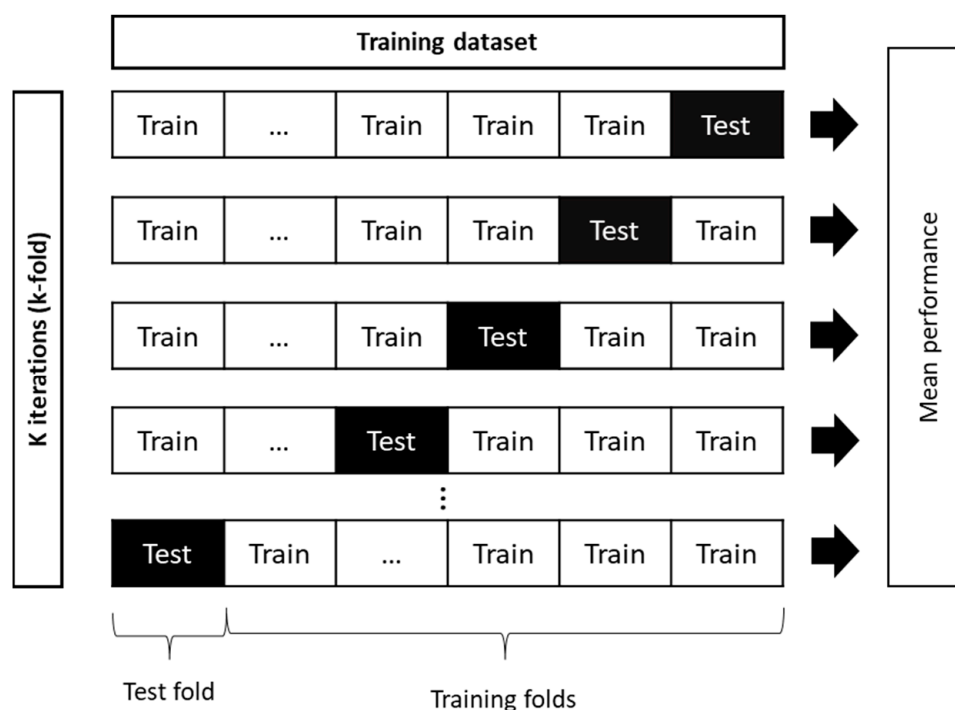 Training dataset
K iterations (k-fold)
Train ... Train Train Train Test
Train ... Train Train Test Train
Train ... Train Test Train Train
Train ... Test Train Train Train
⋮
Test Train ... Train Train Train
Mean performance
Test fold
Training folds